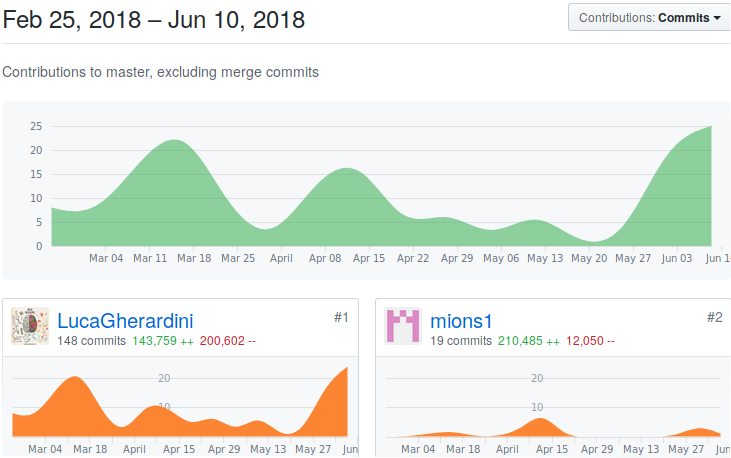 Feb 25, 2018 – Jun 10, 2018
Contributions: Commits
Contributions to master, excluding merge commits
25
20
15
10
5
0
Mar 04 Mar 11 Mar 18 Mar 25 April Apr 08 Apr 15 Apr 22 Apr 29 May 06 May 13 May 20 May 27 Jun 03 Jun 10
LucaGherardini #1
148 commits 143,759 ++ 200,602 --
20
10
Mar 04 Mar 18 April Apr 15 Apr 29 May 13 May 27 Jun
mions1 #2
19 commits 210,485 ++ 12,050 --
20
10
Mar 04 Mar 18 April Apr 15 Apr 29 May 13 May 27 Jun